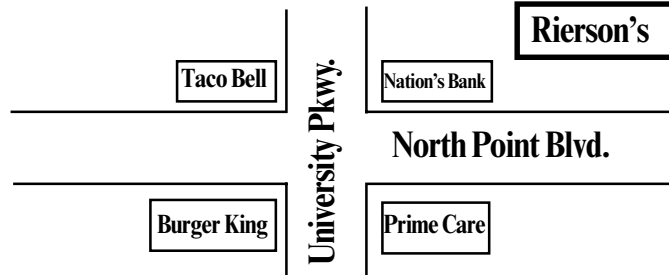 Rierson's
Taco Bell
Nation's Bank
University Pkwy.
North Point Blvd.
Burger King
Prime Care